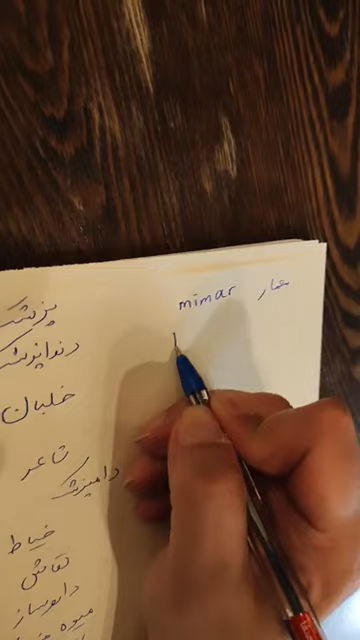 mimar معمار
پزشک
دندانپزشک
خلبان
شاعر
دامپزشک
خیاط
نقاش
داروساز
میوه